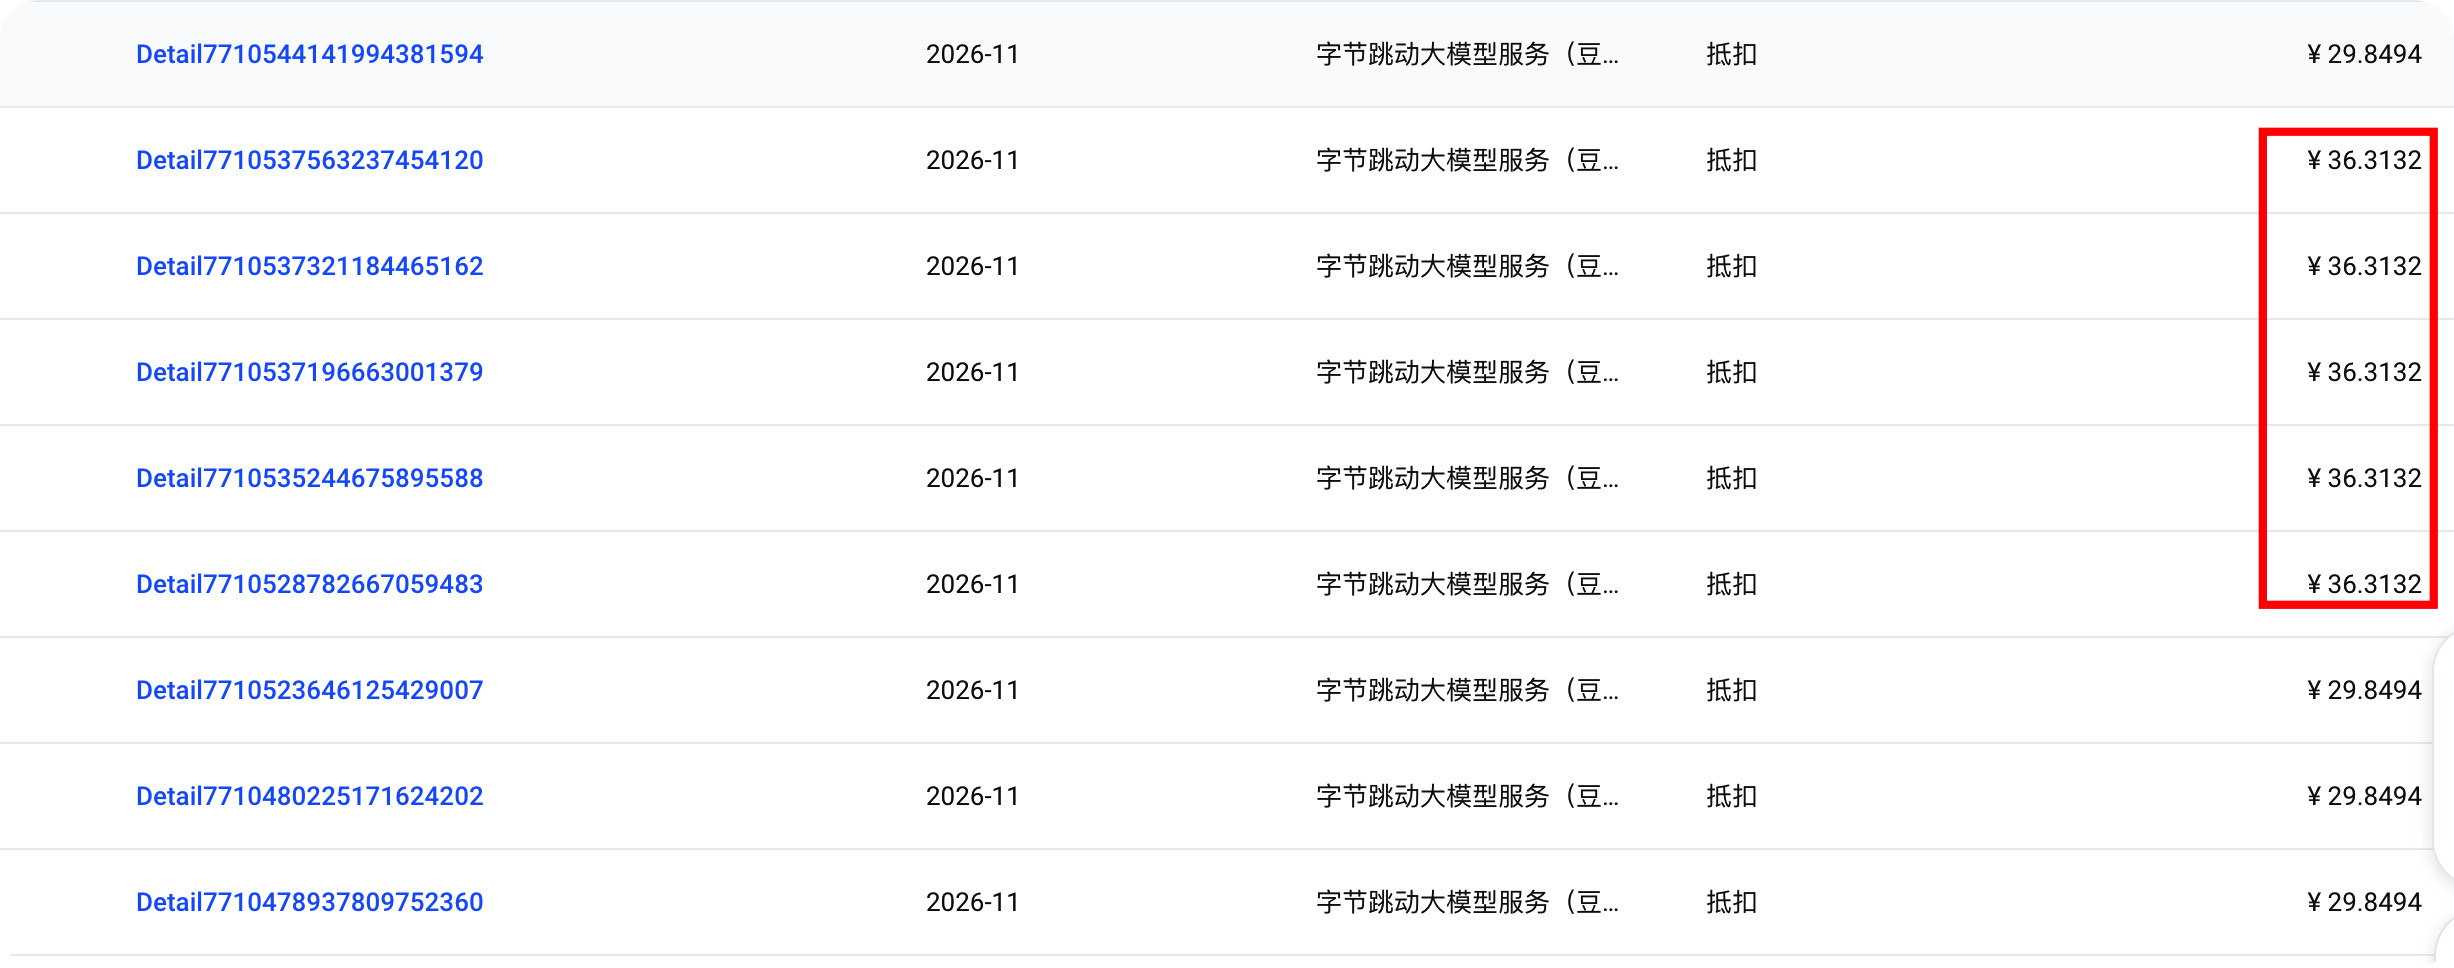 Detail7710544141994381594 2026-11 字节跳动大模型服务（豆... 抵扣 ¥ 29.8494
Detail7710537563237454120 2026-11 字节跳动大模型服务（豆... 抵扣 ¥ 36.3132
Detail7710537321184465162 2026-11 字节跳动大模型服务（豆... 抵扣 ¥ 36.3132
Detail7710537196663001379 2026-11 字节跳动大模型服务（豆... 抵扣 ¥ 36.3132
Detail7710535244675895588 2026-11 字节跳动大模型服务（豆... 抵扣 ¥ 36.3132
Detail7710528782667059483 2026-11 字节跳动大模型服务（豆... 抵扣 ¥ 36.3132
Detail7710523646125429007 2026-11 字节跳动大模型服务（豆... 抵扣 ¥ 29.8494
Detail7710480225171624202 2026-11 字节跳动大模型服务（豆... 抵扣 ¥ 29.8494
Detail7710478937809752360 2026-11 字节跳动大模型服务（豆... 抵扣 ¥ 29.8494